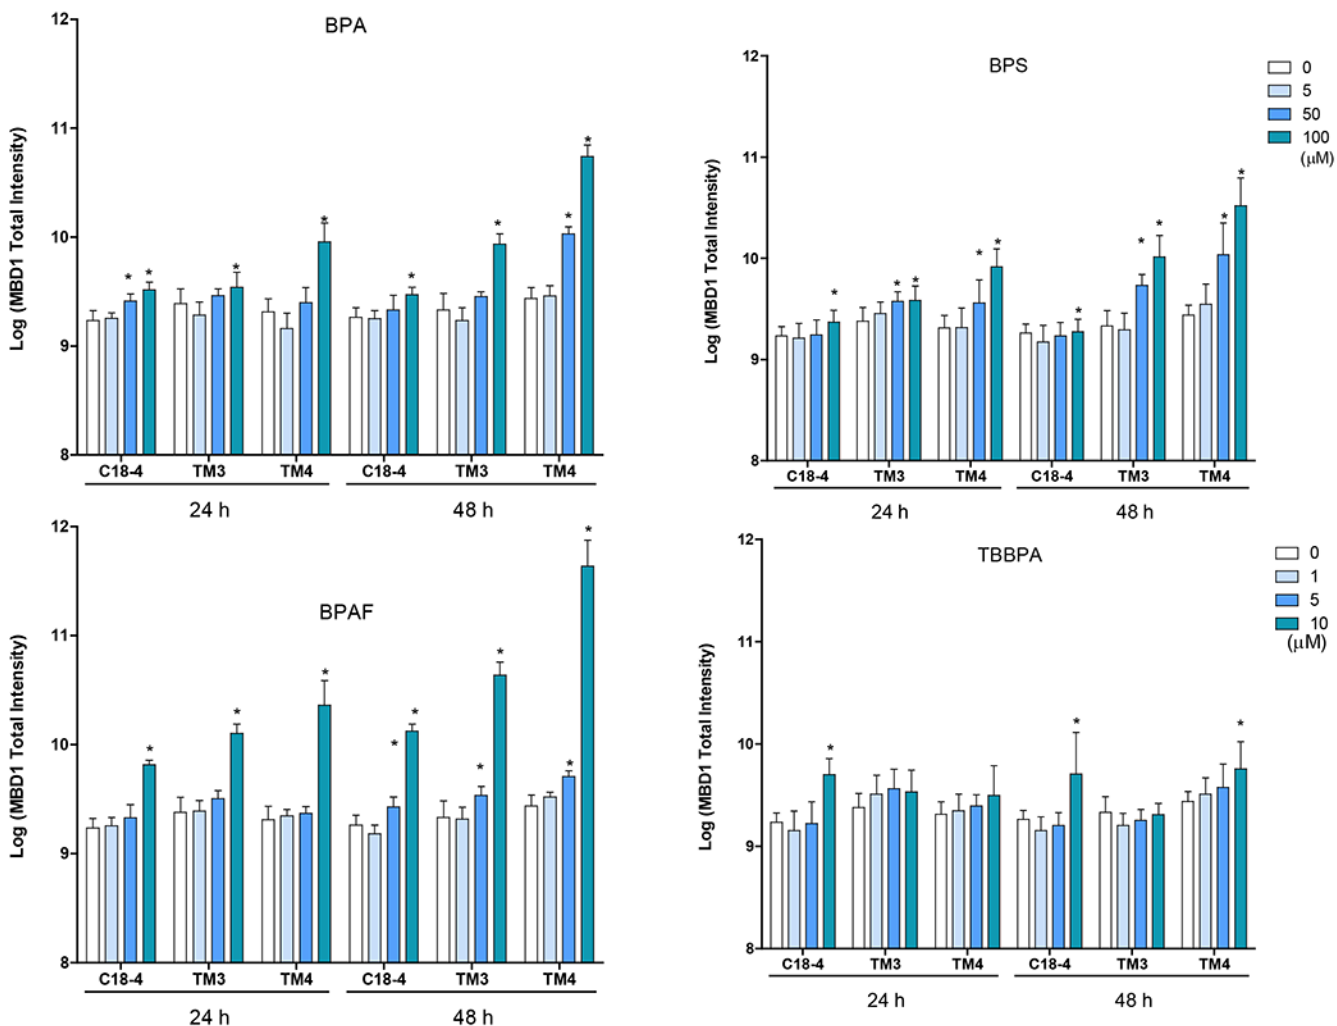 BPA
Log (MBD1 Total Intensity)
12
11
10
9
8
* * * * * * * *
C18-4 TM3 TM4 C18-4 TM3 TM4
24 h 48 h
BPS
Log (MBD1 Total Intensity)
12
11
10
9
8
* * * * * * * * * *
C18-4 TM3 TM4 C18-4 TM3 TM4
24 h 48 h
0
5
50
100
(μM)
BPAF
Log (MBD1 Total Intensity)
12
11
10
9
8
* * * * * * * * *
C18-4 TM3 TM4 C18-4 TM3 TM4
24 h 48 h
TBBPA
Log (MBD1 Total Intensity)
12
11
10
9
8
* * *
C18-4 TM3 TM4 C18-4 TM3 TM4
24 h 48 h
0
1
5
10
(μM)